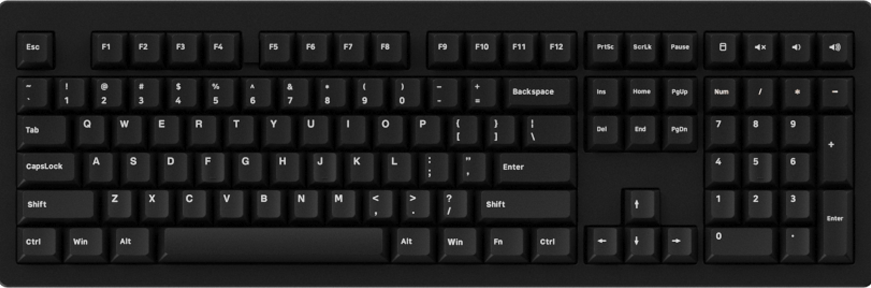 Esc F1 F2 F3 F4 F5 F6 F7 F8 F9 F10 F11 F12 PrtSc ScrLk Pause
~ ! @ # $ % ^ & * ( ) _ +
` 1 2 3 4 5 6 7 8 9 0 - = Backspace Ins Home PgUp Num / * −
Tab Q W E R T Y U I O P { } ¦ Del End PgDn 7 8 9
[ ] \ +
CapsLock A S D F G H J K L : " Enter 4 5 6
; '
Shift Z X C V B N M < > ? Shift ↑ 1 2 3
, . / Enter
Ctrl Win Alt Alt Win Fn Ctrl ← ↓ → 0 .